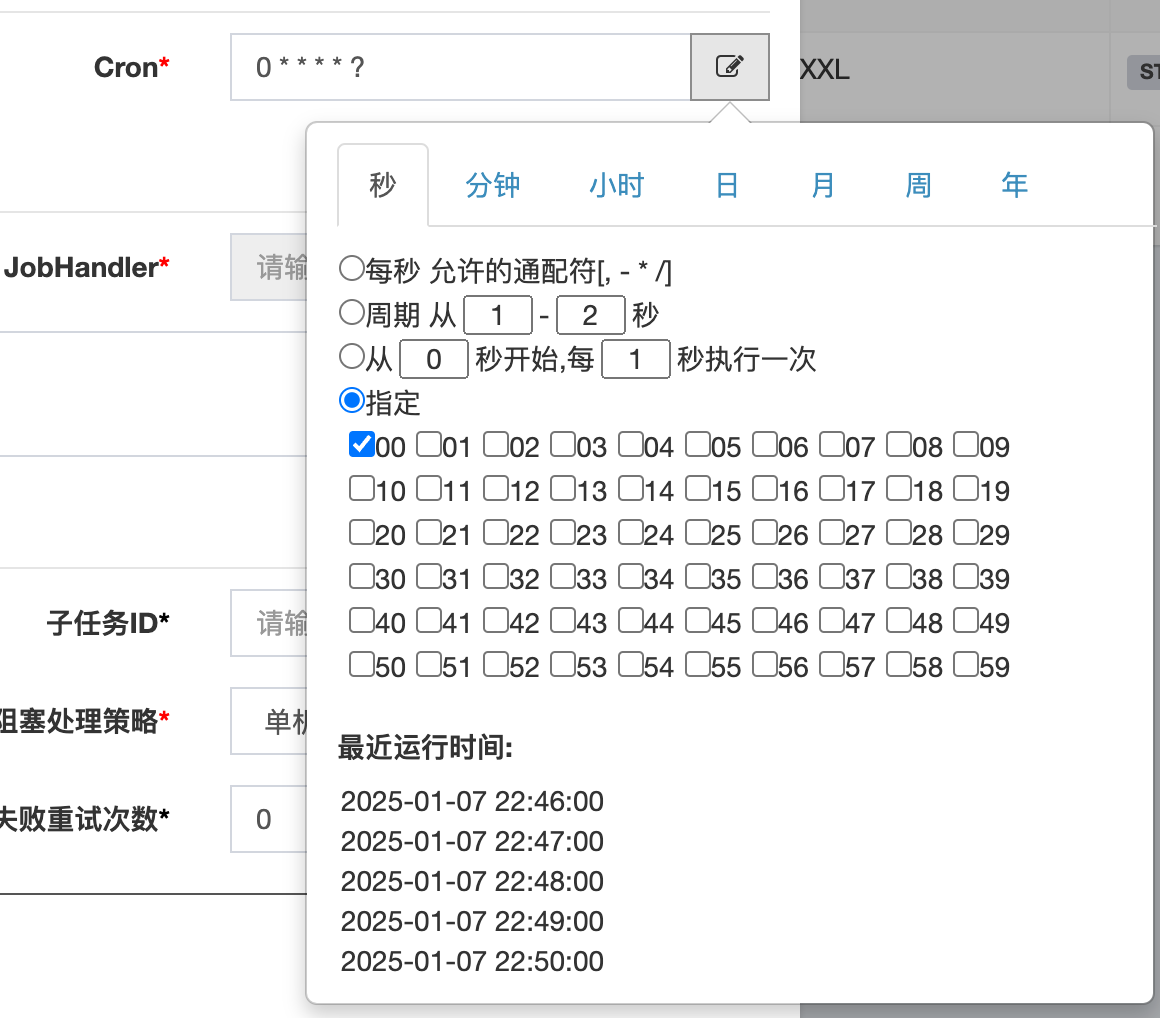 Cron* 0 * * * * ? XXL ST
秒 分钟 小时 日 月 周 年
每秒 允许的通配符[, - * /]
周期 从 1 - 2 秒
从 0 秒开始,每 1 秒执行一次
指定
00 01 02 03 04 05 06 07 08 09
10 11 12 13 14 15 16 17 18 19
20 21 22 23 24 25 26 27 28 29
30 31 32 33 34 35 36 37 38 39
40 41 42 43 44 45 46 47 48 49
50 51 52 53 54 55 56 57 58 59
最近运行时间:
2025-01-07 22:46:00
2025-01-07 22:47:00
2025-01-07 22:48:00
2025-01-07 22:49:00
2025-01-07 22:50:00
JobHandler* 请输
子任务ID* 请输
阻塞处理策略* 单机
失败重试次数* 0